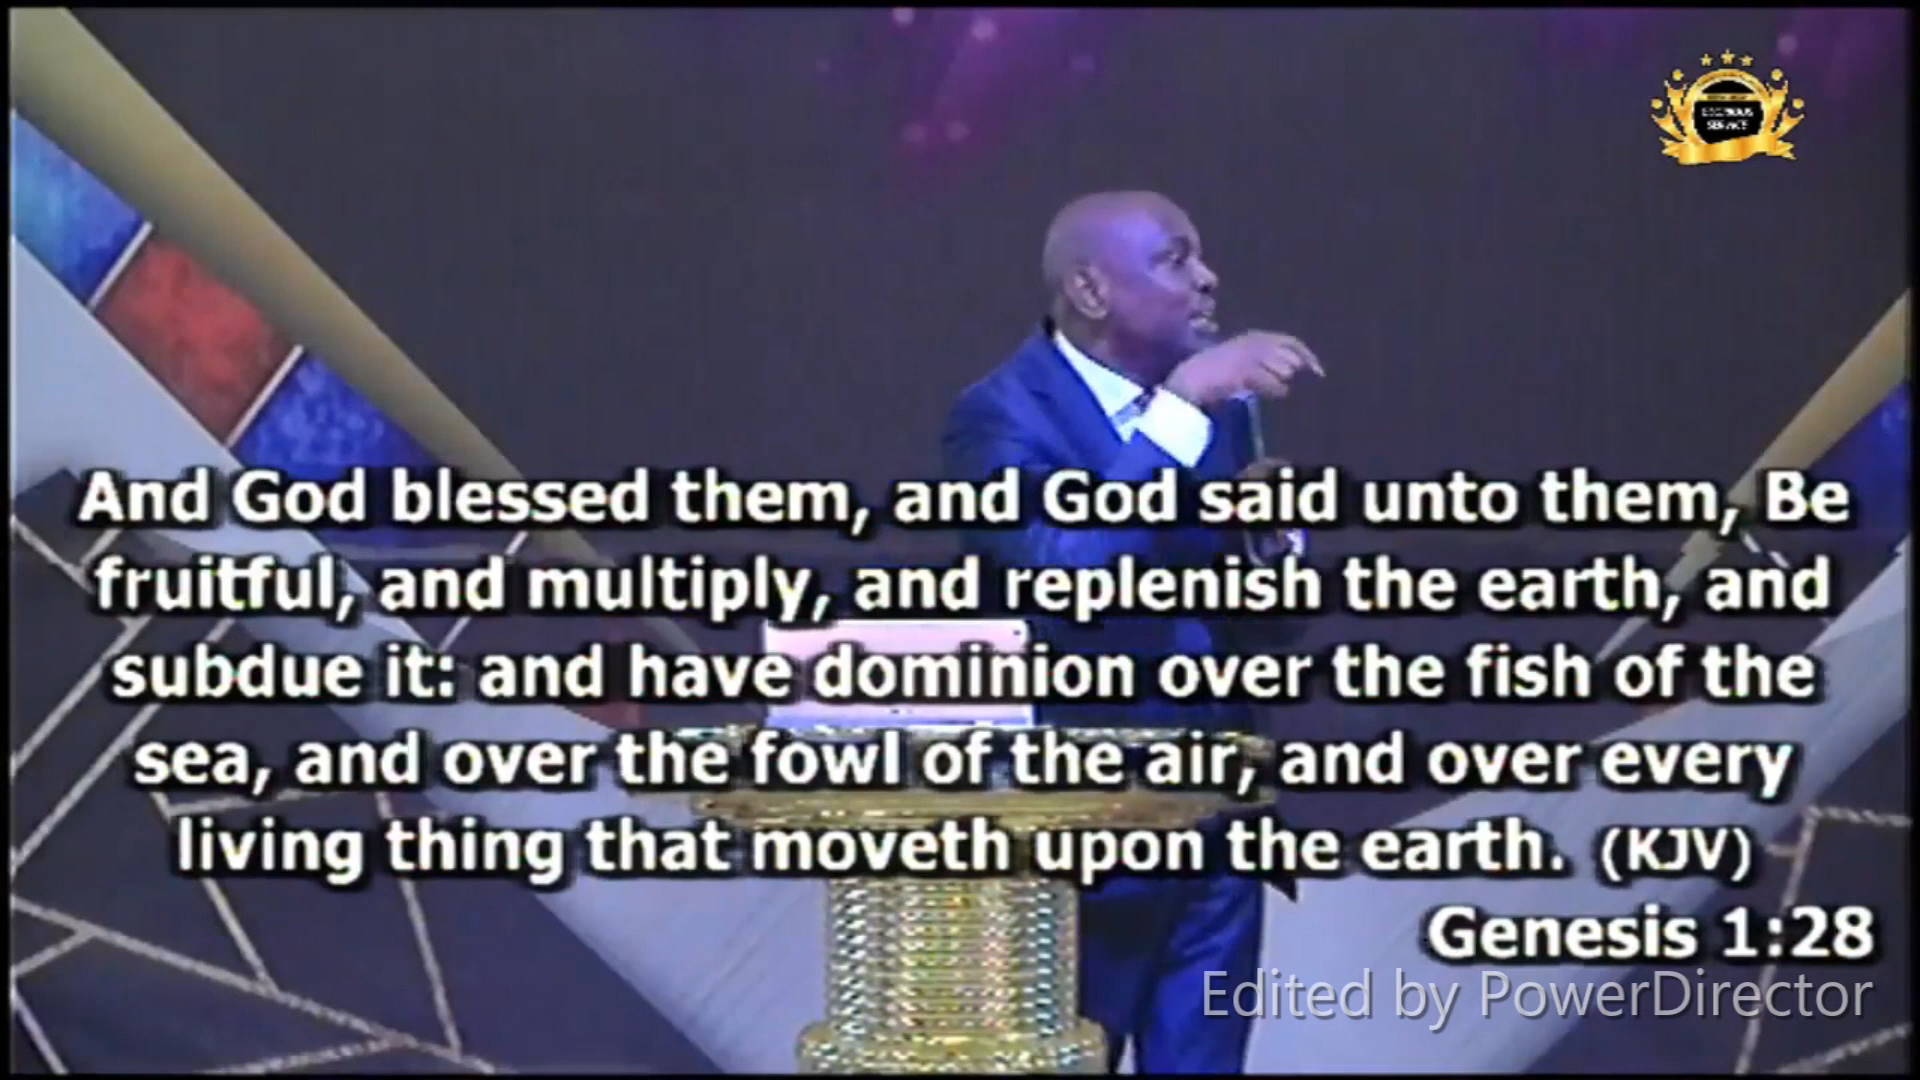 And God blessed them, and God said unto them, Be
fruitful, and multiply, and replenish the earth, and
subdue it: and have dominion over the fish of the
sea, and over the fowl of the air, and over every
living thing that moveth upon the earth. (KJV)
Genesis 1:28
Edited by PowerDirector
SERVICE